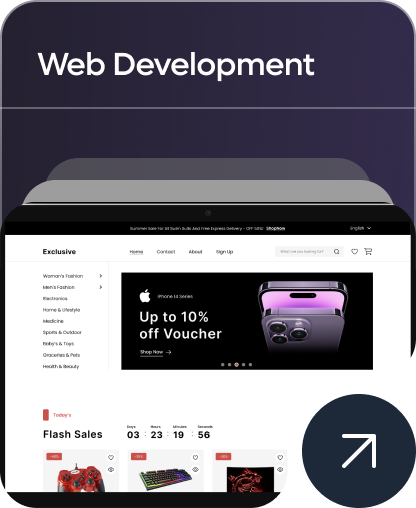 Web Development
Summer Sale For All Swim Suits And Free Express Delivery - OFF 50%! ShopNow
English
Exclusive
Home
Contact
About
Sign Up
What are you looking for?
Woman's Fashion
Men's Fashion
Electronics
Home & Lifestyle
Medicine
Sports & Outdoor
Baby's & Toys
Groceries & Pets
Health & Beauty
iPhone 14 Series
Up to 10%
off Voucher
Shop Now
Today's
Flash Sales
Days
Hours
Minutes
Seconds
03 : 23 : 19 : 56
-40%
-35%